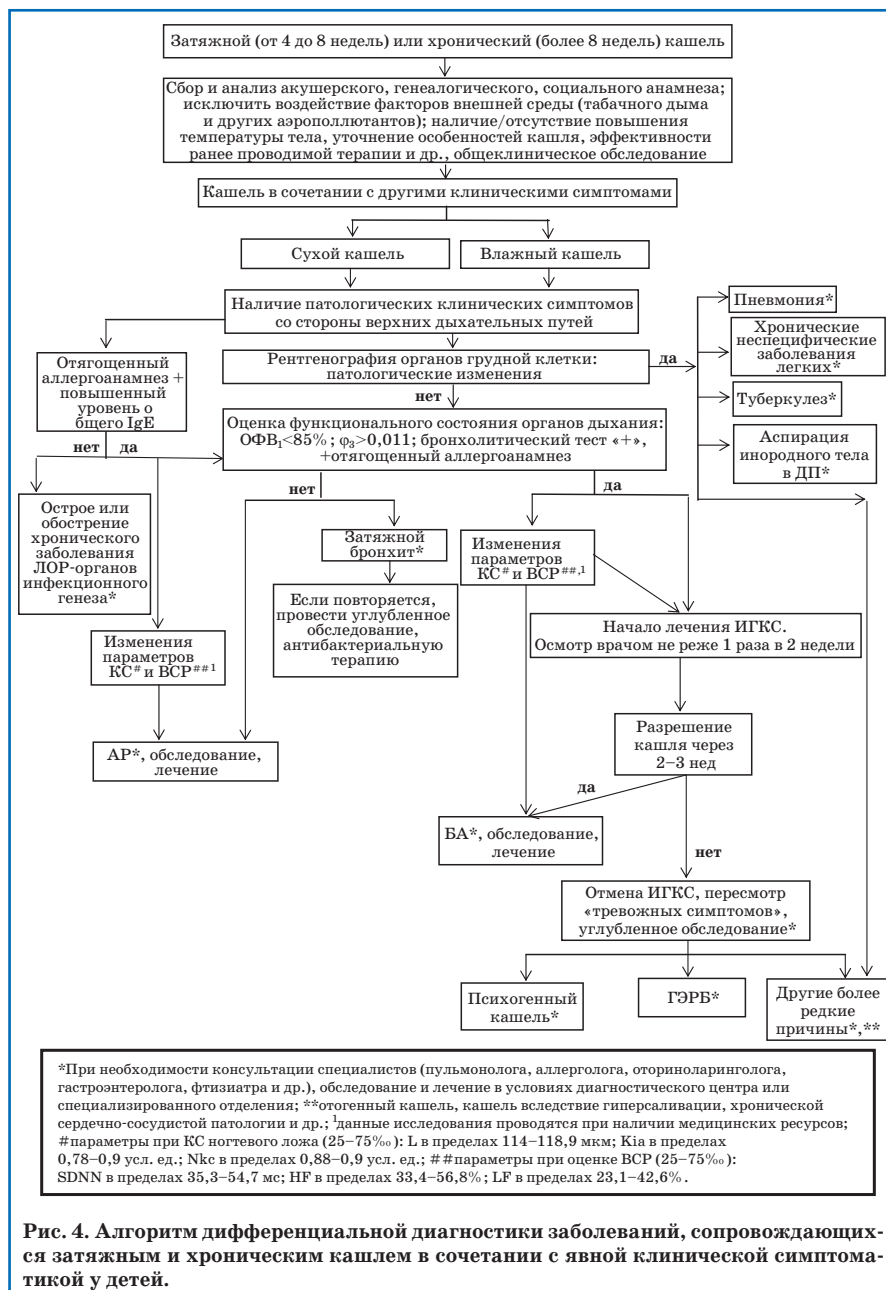 Затяжной (от 4 до 8 недель) или хронический (более 8 недель) кашель
Сбор и анализ акушерского, генеалогического, социального анамнеза;
исключить воздействие факторов внешней среды (табачного дыма
и других аэрополлютантов); наличие/отсутствие повышения
температуры тела, уточнение особенностей кашля, эффективности
ранее проводимой терапии и др., общеклиническое обследование
Кашель в сочетании с другими клиническими симптомами
Сухой кашель
Влажный кашель
Наличие патологических клинических симптомов
со стороны верхних дыхательных путей
Пневмония*
Хронические
неспецифические
заболевания
легких*
Туберкулез*
Аспирация
инородного тела
в ДП*
Отягощенный
аллергоанамнез +
повышенный
уровень о
бщего IgE
Рентгенография органов грудной клетки:
патологические изменения
да
нет
Оценка функционального состояния органов дыхания:
ОФВ₁<85%; φ₃>0,011; бронхолитический тест «+»,
+отягощенный аллергоанамнез
нет
да
нет
да
Острое или
обострение
хронического
заболевания
ЛОР-органов
инфекционного
генеза*
Затяжной
бронхит*
Изменения
параметров
КС# и ВСР##,1
Если повторяется,
провести углубленное
обследование,
антибактериальную
терапию
Начало лечения ИГКС.
Осмотр врачом не реже 1 раза в 2 недели
Изменения
параметров
КС# и ВСР##1
АР*, обследование,
лечение
Разрешение
кашля через
2–3 нед
да
нет
БА*, обследование,
лечение
Отмена ИГКС, пересмотр
«тревожных симптомов»,
углубленное обследование*
Психогенный
кашель*
ГЭРБ*
Другие более
редкие
причины*,**
*При необходимости консультации специалистов (пульмонолога, аллерголога, оториноларинголога,
гастроэнтеролога, фтизиатра и др.), обследование и лечение в условиях диагностического центра или
специализированного отделения; **отогенный кашель, кашель вследствие гиперсаливации, хронической
сердечно-сосудистой патологии и др.; ¹данные исследования проводятся при наличии медицинских ресурсов;
#параметры при КС ногтевого ложа (25–75‰): L в пределах 114–118,9 мкм; Kia в пределах
0,78–0,9 усл. ед.; Nkc в пределах 0,88–0,9 усл. ед.; ##параметры при оценке ВСР (25–75‰):
SDNN в пределах 35,3–54,7 мс; HF в пределах 33,4–56,8%; LF в пределах 23,1–42,6%.
Рис. 4. Алгоритм дифференциальной диагностики заболеваний, сопровождающих-
ся затяжным и хроническим кашлем в сочетании с явной клинической симптома-
тикой у детей.